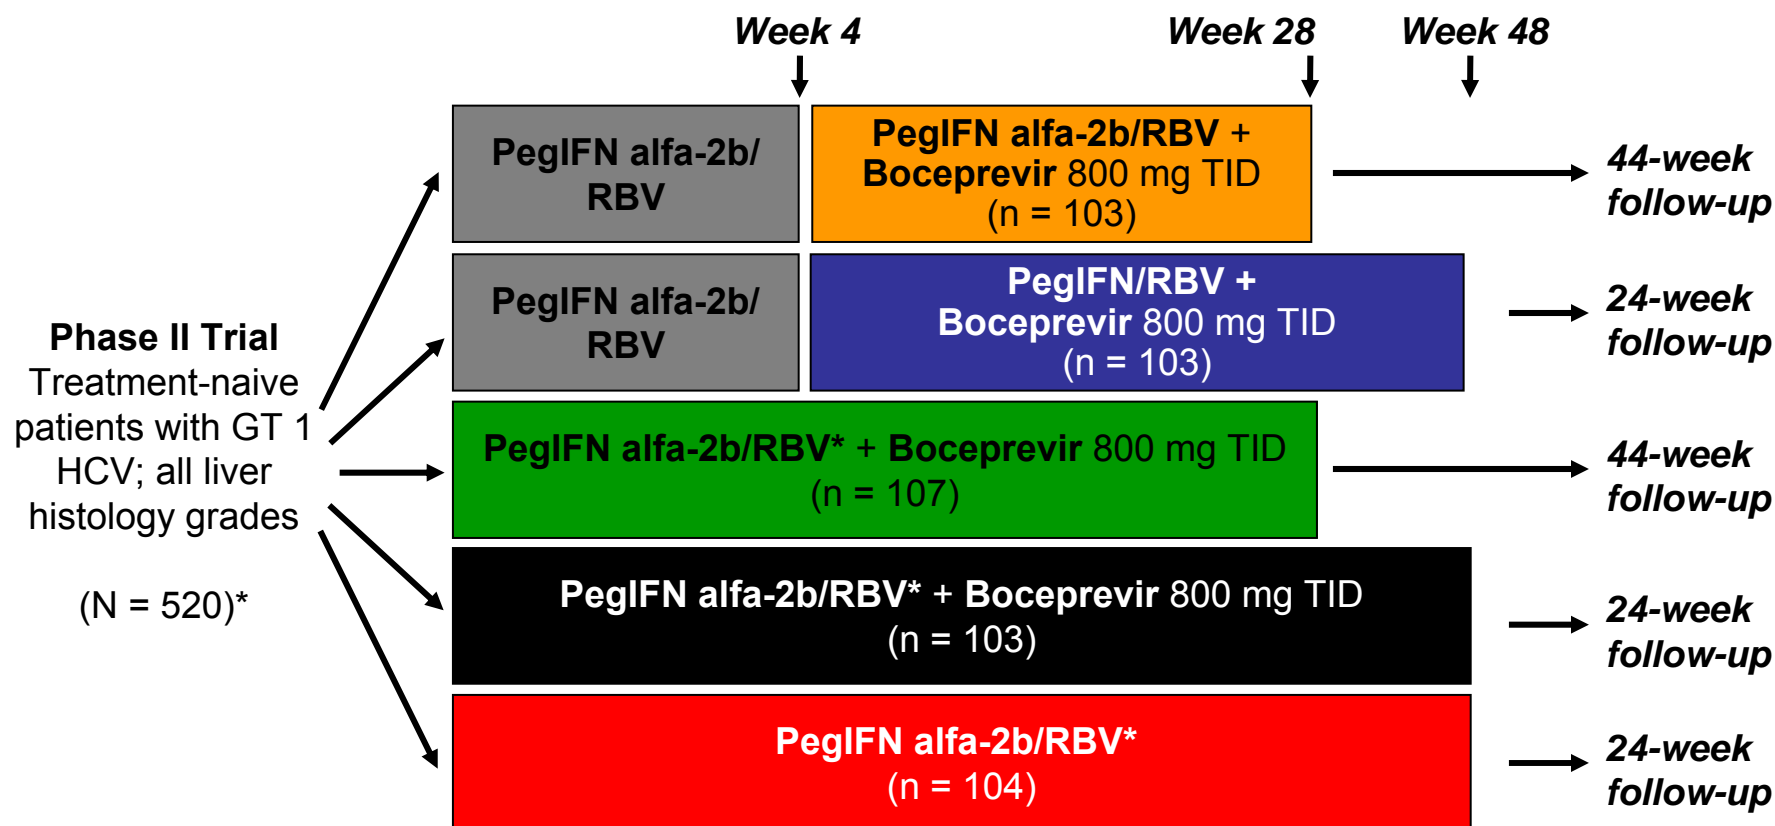 Week 4
Week 28
Week 48
PegIFN alfa-2b/
RBV
PegIFN alfa-2b/RBV +
Boceprevir 800 mg TID
(n = 103)
44-week
follow-up
PegIFN alfa-2b/
RBV
PegIFN/RBV +
Boceprevir 800 mg TID
(n = 103)
24-week
follow-up
Phase II Trial
Treatment-naive
patients with GT 1
HCV; all liver
histology grades
(N = 520)*
PegIFN alfa-2b/RBV* + Boceprevir 800 mg TID
(n = 107)
44-week
follow-up
PegIFN alfa-2b/RBV* + Boceprevir 800 mg TID
(n = 103)
24-week
follow-up
PegIFN alfa-2b/RBV*
(n = 104)
24-week
follow-up